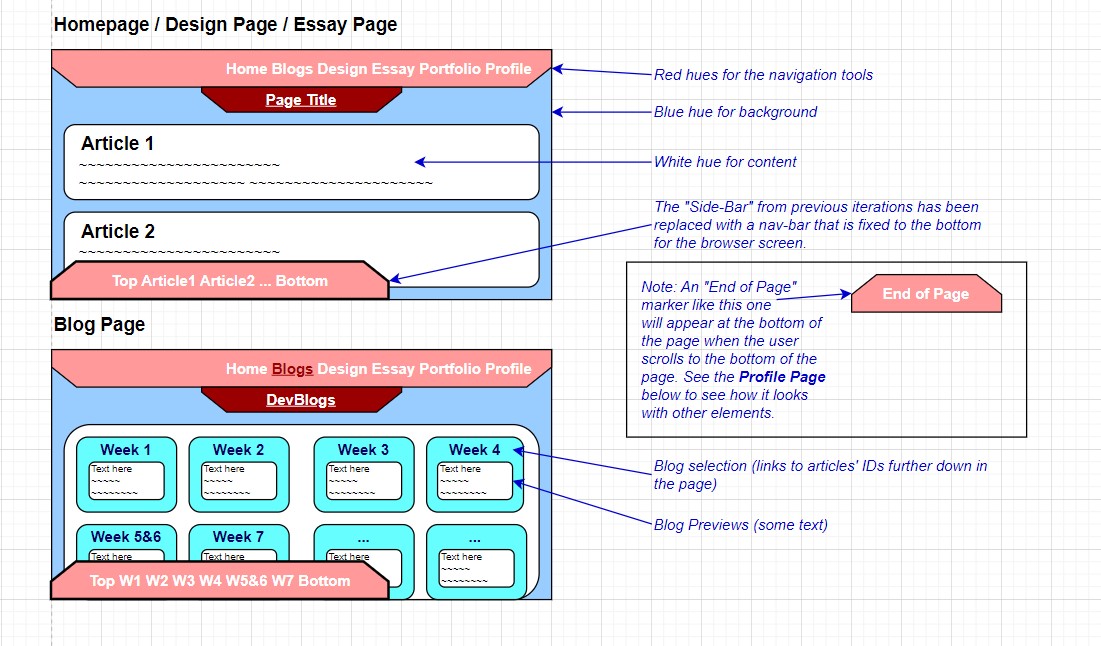 Homepage / Design Page / Essay Page
Home Blogs Design Essay Portfolio Profile
Page Title
Article 1
~~~~~~~~~~~~~~~~~~~~~~~
~~~~~~~~~~~~~~~~~~~ ~~~~~~~~~~~~~~~~~~~~~
Article 2
~~~~~~~~~~~~~~~~~~~~~~~
Top Article1 Article2 ... Bottom
Red hues for the navigation tools
Blue hue for background
White hue for content
The "Side-Bar" from previous iterations has been
replaced with a nav-bar that is fixed to the bottom
for the browser screen.
Note: An "End of Page"
marker like this one
will appear at the bottom of
the page when the user
scrolls to the bottom of the
page. See the Profile Page
below to see how it looks
with other elements.
End of Page
Blog Page
Home Blogs Design Essay Portfolio Profile
DevBlogs
Week 1
Text here
~~~~~
~~~~~~~~
Week 2
Text here
~~~~~
~~~~~~~~
Week 3
Text here
~~~~~
~~~~~~~~
Week 4
Text here
~~~~~
~~~~~~~~
Week 5&6
Text here
Week 7
Text here
...
Text here
...
Text here
~~~~~
~~~~~~~~
Top W1 W2 W3 W4 W5&6 W7 Bottom
Blog selection (links to articles' IDs further down in
the page)
Blog Previews (some text)